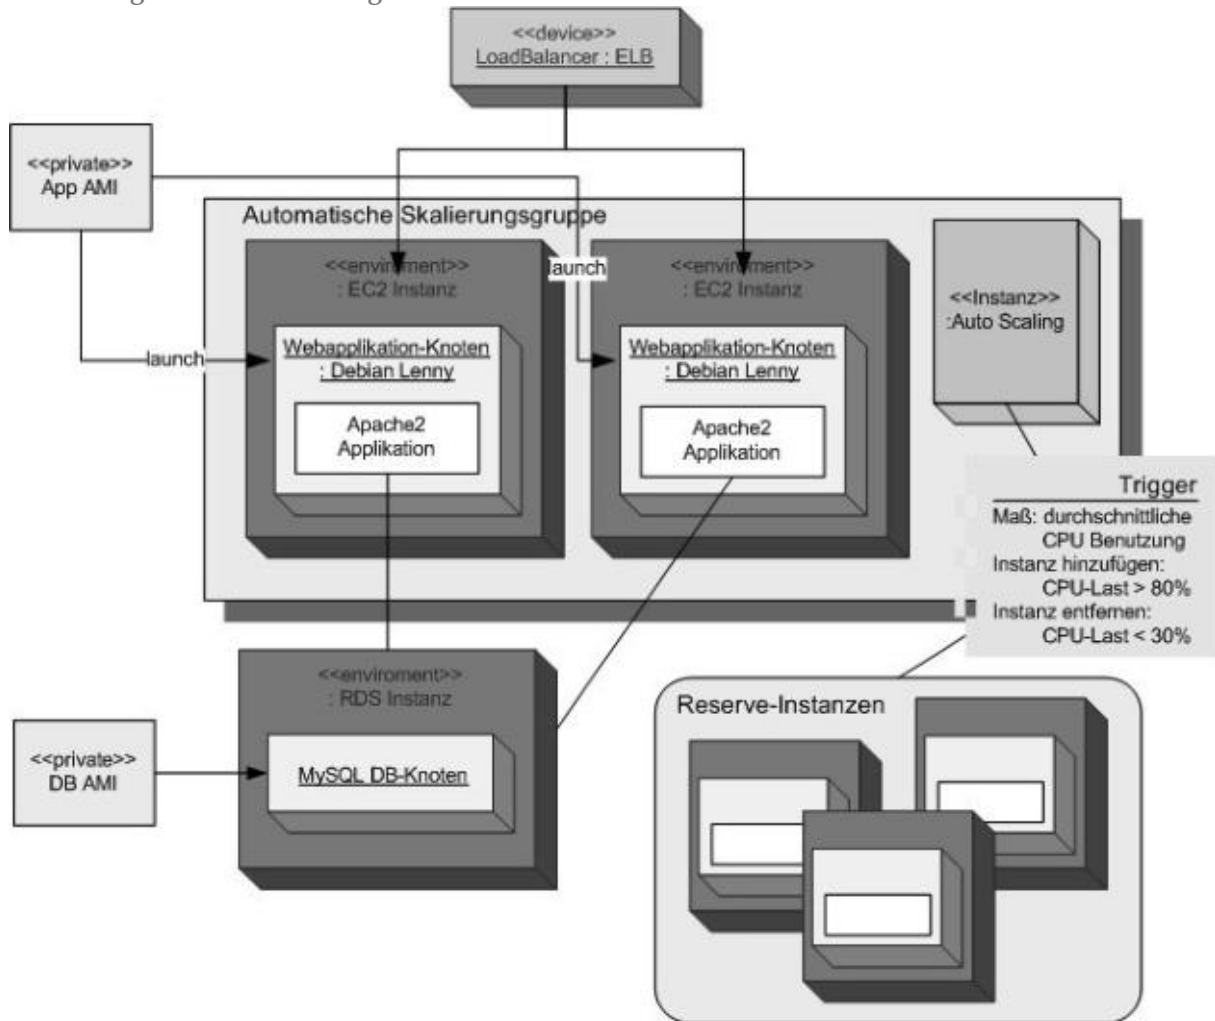 <<device>>
LoadBalancer : ELB
<<private>>
App AMI
Automatische Skalierungsgruppe
<<enviroment>>
: EC2 Instanz
launch
<<enviroment>>
: EC2 Instanz
<<Instanz>>
:Auto Scaling
launch
Webapplikation-Knoten
: Debian Lenny
Webapplikation-Knoten
: Debian Lenny
Apache2
Applikation
Apache2
Applikation
Trigger
Maß: durchschnittliche
CPU Benutzung
Instanz hinzufügen:
CPU-Last > 80%
Instanz entfernen:
CPU-Last < 30%
<<enviroment>>
: RDS Instanz
Reserve-Instanzen
<<private>>
DB AMI
MySQL DB-Knoten